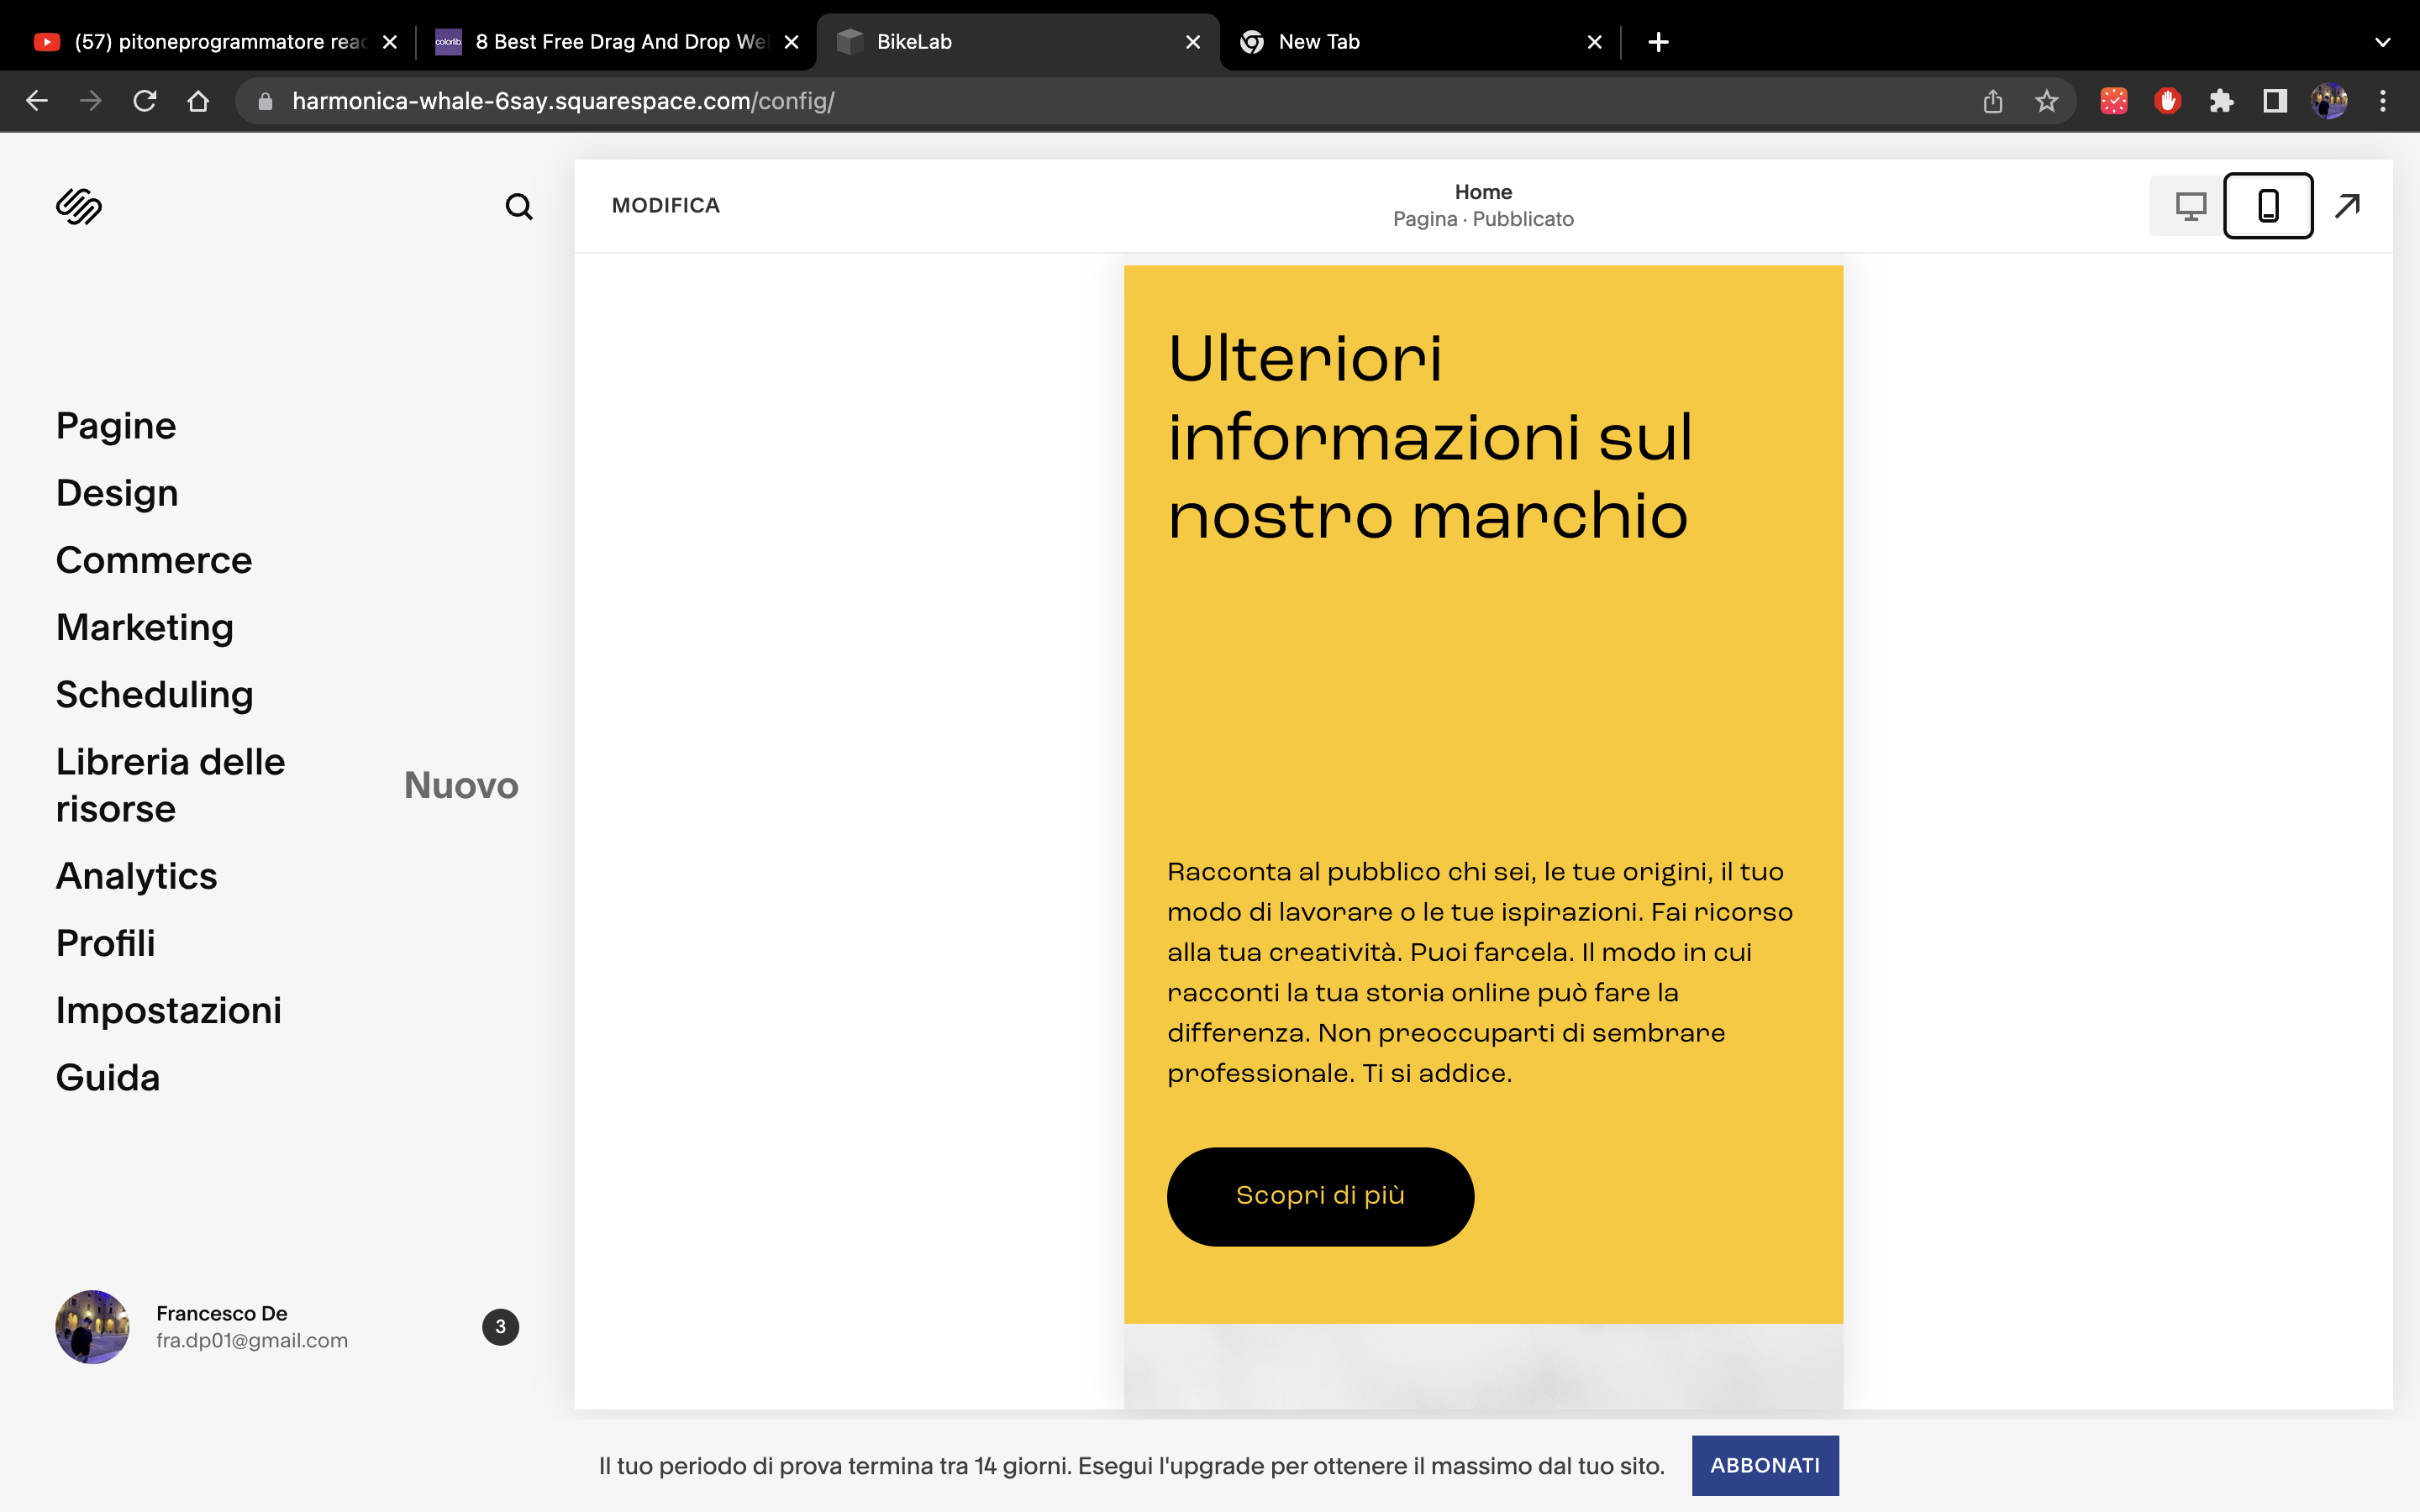 (57) pitoneprogrammatore reac
colorlib.
8 Best Free Drag And Drop We
BikeLab
New Tab
harmonica-whale-6say.squarespace.com/config/
MODIFICA
Home
Pagina · Pubblicato
Pagine
Design
Commerce
Marketing
Scheduling
Libreria delle
risorse
Nuovo
Analytics
Profili
Impostazioni
Guida
Francesco De
fra.dp01@gmail.com
3
Ulteriori
informazioni sul
nostro marchio
Racconta al pubblico chi sei, le tue origini, il tuo
modo di lavorare o le tue ispirazioni. Fai ricorso
alla tua creatività. Puoi farcela. Il modo in cui
racconti la tua storia online può fare la
differenza. Non preoccuparti di sembrare
professionale. Ti si addice.
Scopri di più
Il tuo periodo di prova termina tra 14 giorni. Esegui l'upgrade per ottenere il massimo dal tuo sito.
ABBONATI